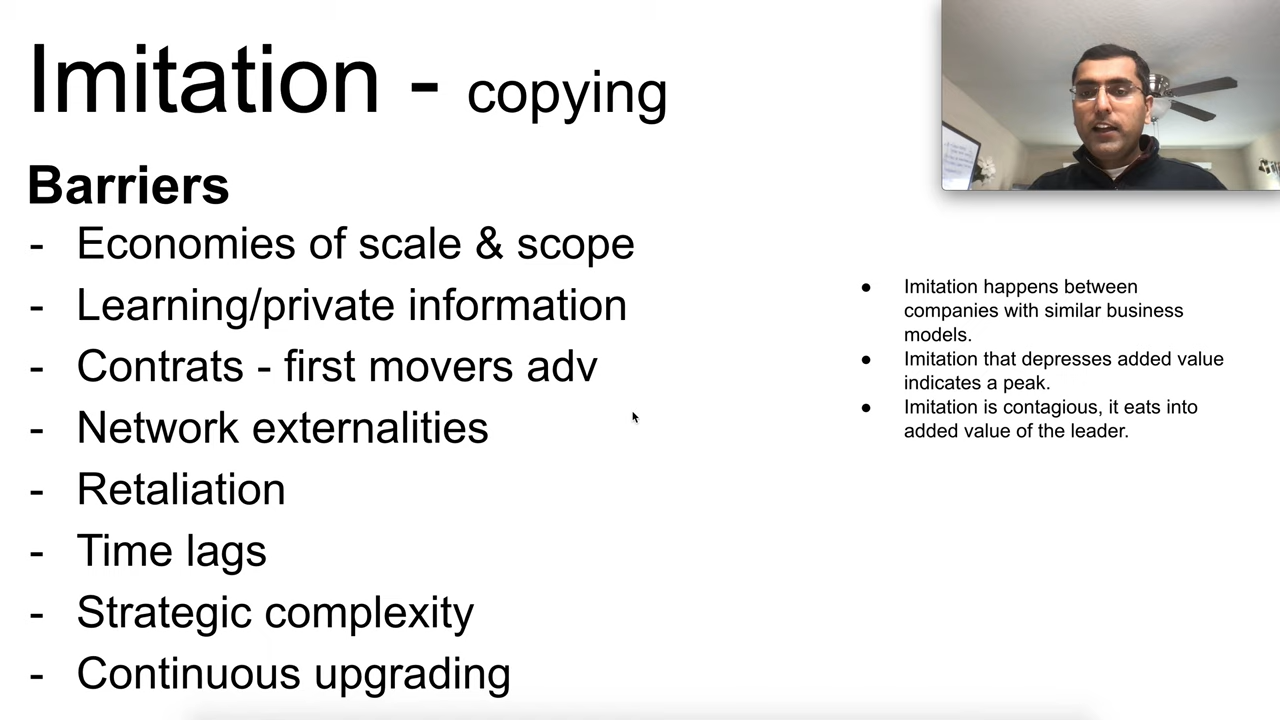 Imitation - copying
Barriers
- Economies of scale & scope
- Learning/private information
- Contrats - first movers adv
- Network externalities
- Retaliation
- Time lags
- Strategic complexity
- Continuous upgrading
● Imitation happens between
companies with similar business
models.
● Imitation that depresses added value
indicates a peak.
● Imitation is contagious, it eats into
added value of the leader.